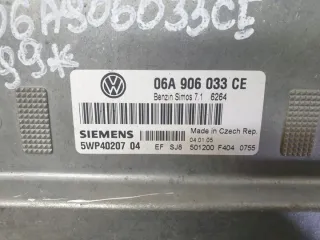 06A906033CE
99*
06A 906 033 CE
Benzin Simos 7.1 6264
SIEMENS
Made in Czech Rep.
04 01 05
5WP40207 04
EF SJ8 501200 F404 0755